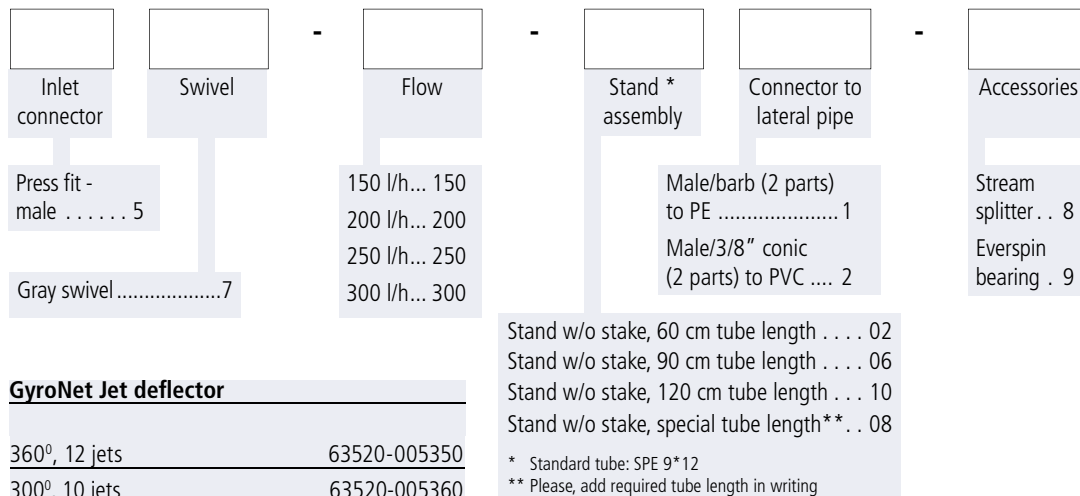 - - -
Inlet connector
Swivel
Flow
Stand * assembly
Connector to lateral pipe
Accessories
Press fit -
male . . . . . . 5
Gray swivel ...................7
150 l/h... 150
200 l/h... 200
250 l/h... 250
300 l/h... 300
Male/barb (2 parts)
to PE .....................1
Male/3/8” conic
(2 parts) to PVC .... 2
Stream
splitter . . 8
Everspin
bearing . 9
Stand w/o stake, 60 cm tube length . . . . 02
Stand w/o stake, 90 cm tube length . . . . 06
Stand w/o stake, 120 cm tube length . . . 10
Stand w/o stake, special tube length**. . 08
* Standard tube: SPE 9*12
** Please, add required tube length in writing
GyroNet Jet deflector
360⁰, 12 jets 63520-005350
300⁰, 10 jets 63520-005360